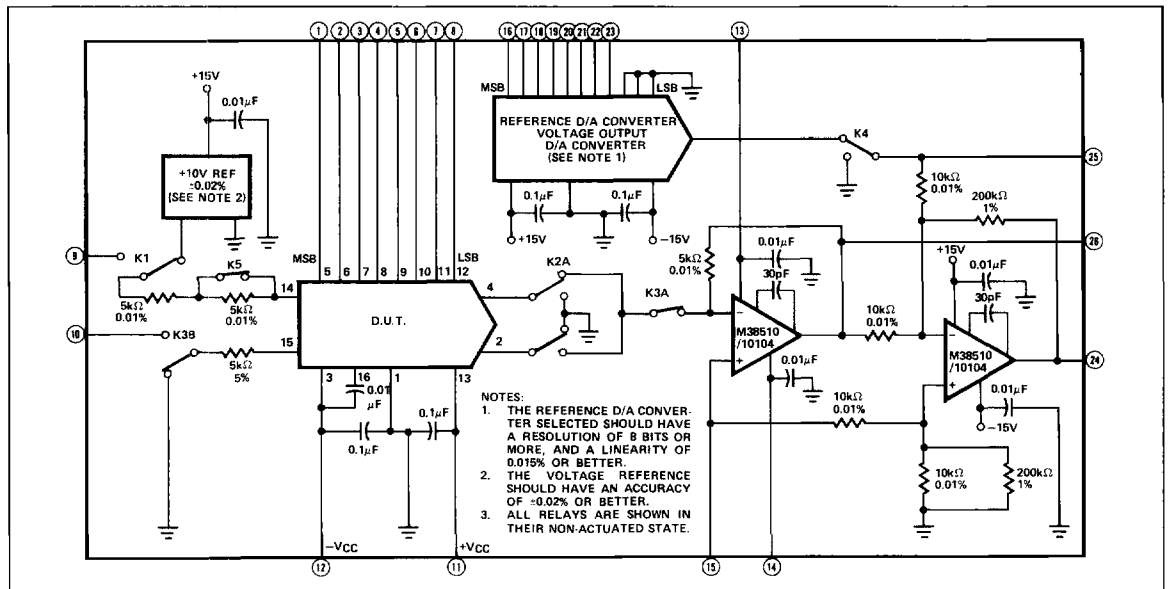 1 2 3 4 5 6 7 8
16 17 18 19 20 21 22 23
13
+15V
0.01μF
+10V REF
±0.02%
(SEE NOTE 2)
MSB
LSB
REFERENCE D/A CONVERTER
VOLTAGE OUTPUT
D/A CONVERTER
(SEE NOTE 1)
0.1μF
0.1μF
+15V
−15V
K4
25
10kΩ
0.01%
200kΩ
1%
26
9
K1
K5
5kΩ
0.01%
5kΩ
0.01%
10
K3B
5kΩ
5%
MSB
LSB
5 6 7 8 9 10 11 12
14
15
D.U.T.
4
2
3
16
1
13
0.01
μF
0.1μF
0.1μF
K2A
K3A
5kΩ
0.01%
0.01μF
30pF
−
+
M38510
/10104
0.01μF
10kΩ
0.01%
+15V
0.01μF
30pF
−
+
M38510
/10104
24
0.01μF
−15V
10kΩ
0.01%
10kΩ
0.01%
200kΩ
1%
NOTES:
1. THE REFERENCE D/A CONVER-
TER SELECTED SHOULD HAVE
A RESOLUTION OF 8 BITS OR
MORE, AND A LINEARITY OF
0.015% OR BETTER.
2. THE VOLTAGE REFERENCE
SHOULD HAVE AN ACCURACY
OF ±0.02% OR BETTER.
3. ALL RELAYS ARE SHOWN IN
THEIR NON-ACTUATED STATE.
−VCC
+VCC
12
11
15
14